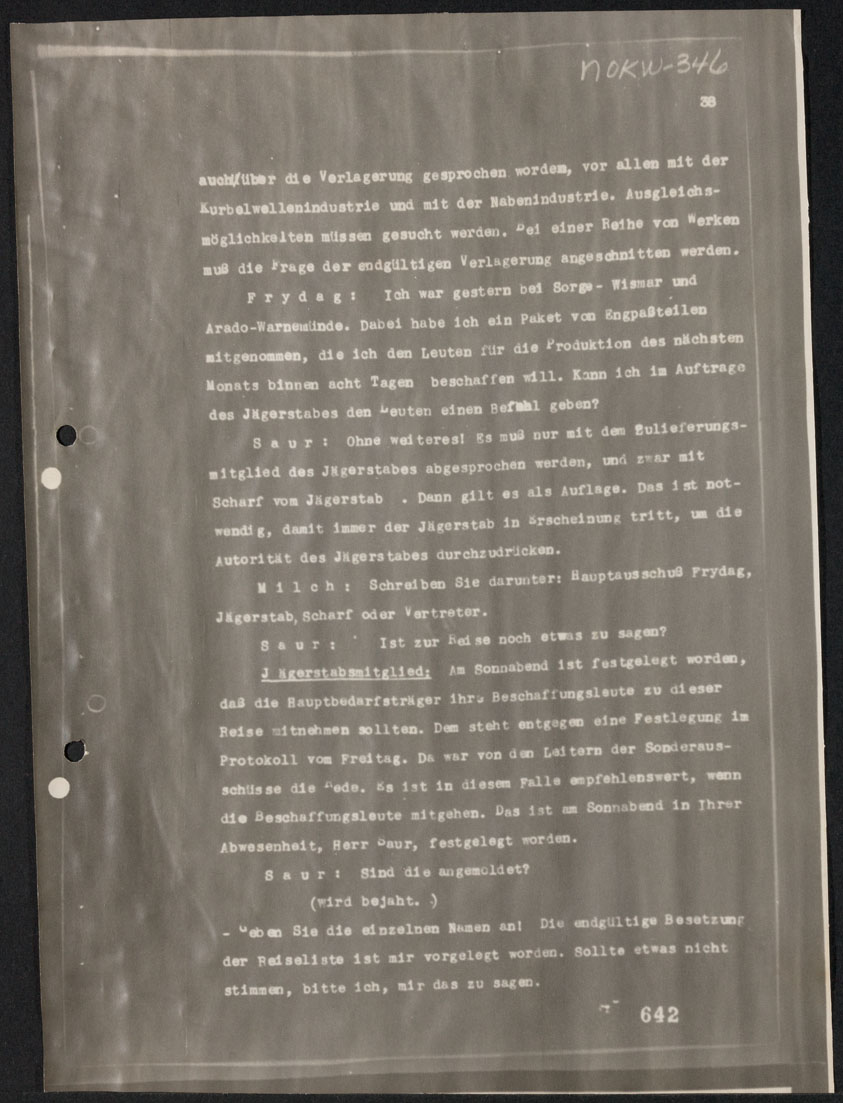 NOKW-346
38
auch/über die Verlagerung gesprochen worden, vor allen mit der
Kurbelwellenindustrie und mit der Nabenindustrie. Ausgleichs-
möglichkeiten müssen gesucht werden. Bei einer Reihe von Werken
muß die Frage der endgültigen Verlagerung angeschnitten werden.
F r y d a g : Ich war gestern bei Sorge- Wismar und
Arado-Warnemünde. Dabei habe ich ein Paket von Engpaßteilen
mitgenommen, die ich den Leuten für die Produktion des nächsten
Monats binnen acht Tagen beschaffen will. Kann ich im Auftrage
des Jägerstabes den Leuten einen Befehl geben?
S a u r : Ohne weiteres! Es muß nur mit dem Zulieferungs-
mitglied des Jägerstabes abgesprochen werden, und zwar mit
Scharf vom Jägerstab . Dann gilt es als Auflage. Das ist not-
wendig, damit immer der Jägerstab in Erscheinung tritt, um die
Autorität des Jägerstabes durchzudrücken.
M i l c h : Schreiben Sie darunter: Hauptausschuß Frydag,
Jägerstab, Scharf oder Vertreter.
S a u r : Ist zur Reise noch etwas zu sagen?
J ägerstabsmitglied: Am Sonnabend ist festgelegt worden,
daß die Hauptbedarfsträger ihre Beschaffungsleute zu dieser
Reise mitnehmen sollten. Dem steht entgegen eine Festlegung im
Protokoll vom Freitag. Da war von den Leitern der Sonderaus-
schüsse die Rede. Es ist in diesem Falle empfehlenswert, wenn
die Beschaffungsleute mitgehen. Das ist am Sonnabend in Ihrer
Abwesenheit, Herr Saur, festgelegt worden.
S a u r : Sind die angemeldet?
(wird bejaht. )
- Geben Sie die einzelnen Namen an! Die endgültige Besetzung
der Reiseliste ist mir vorgelegt worden. Sollte etwas nicht
stimmen, bitte ich, mir das zu sagen.
642